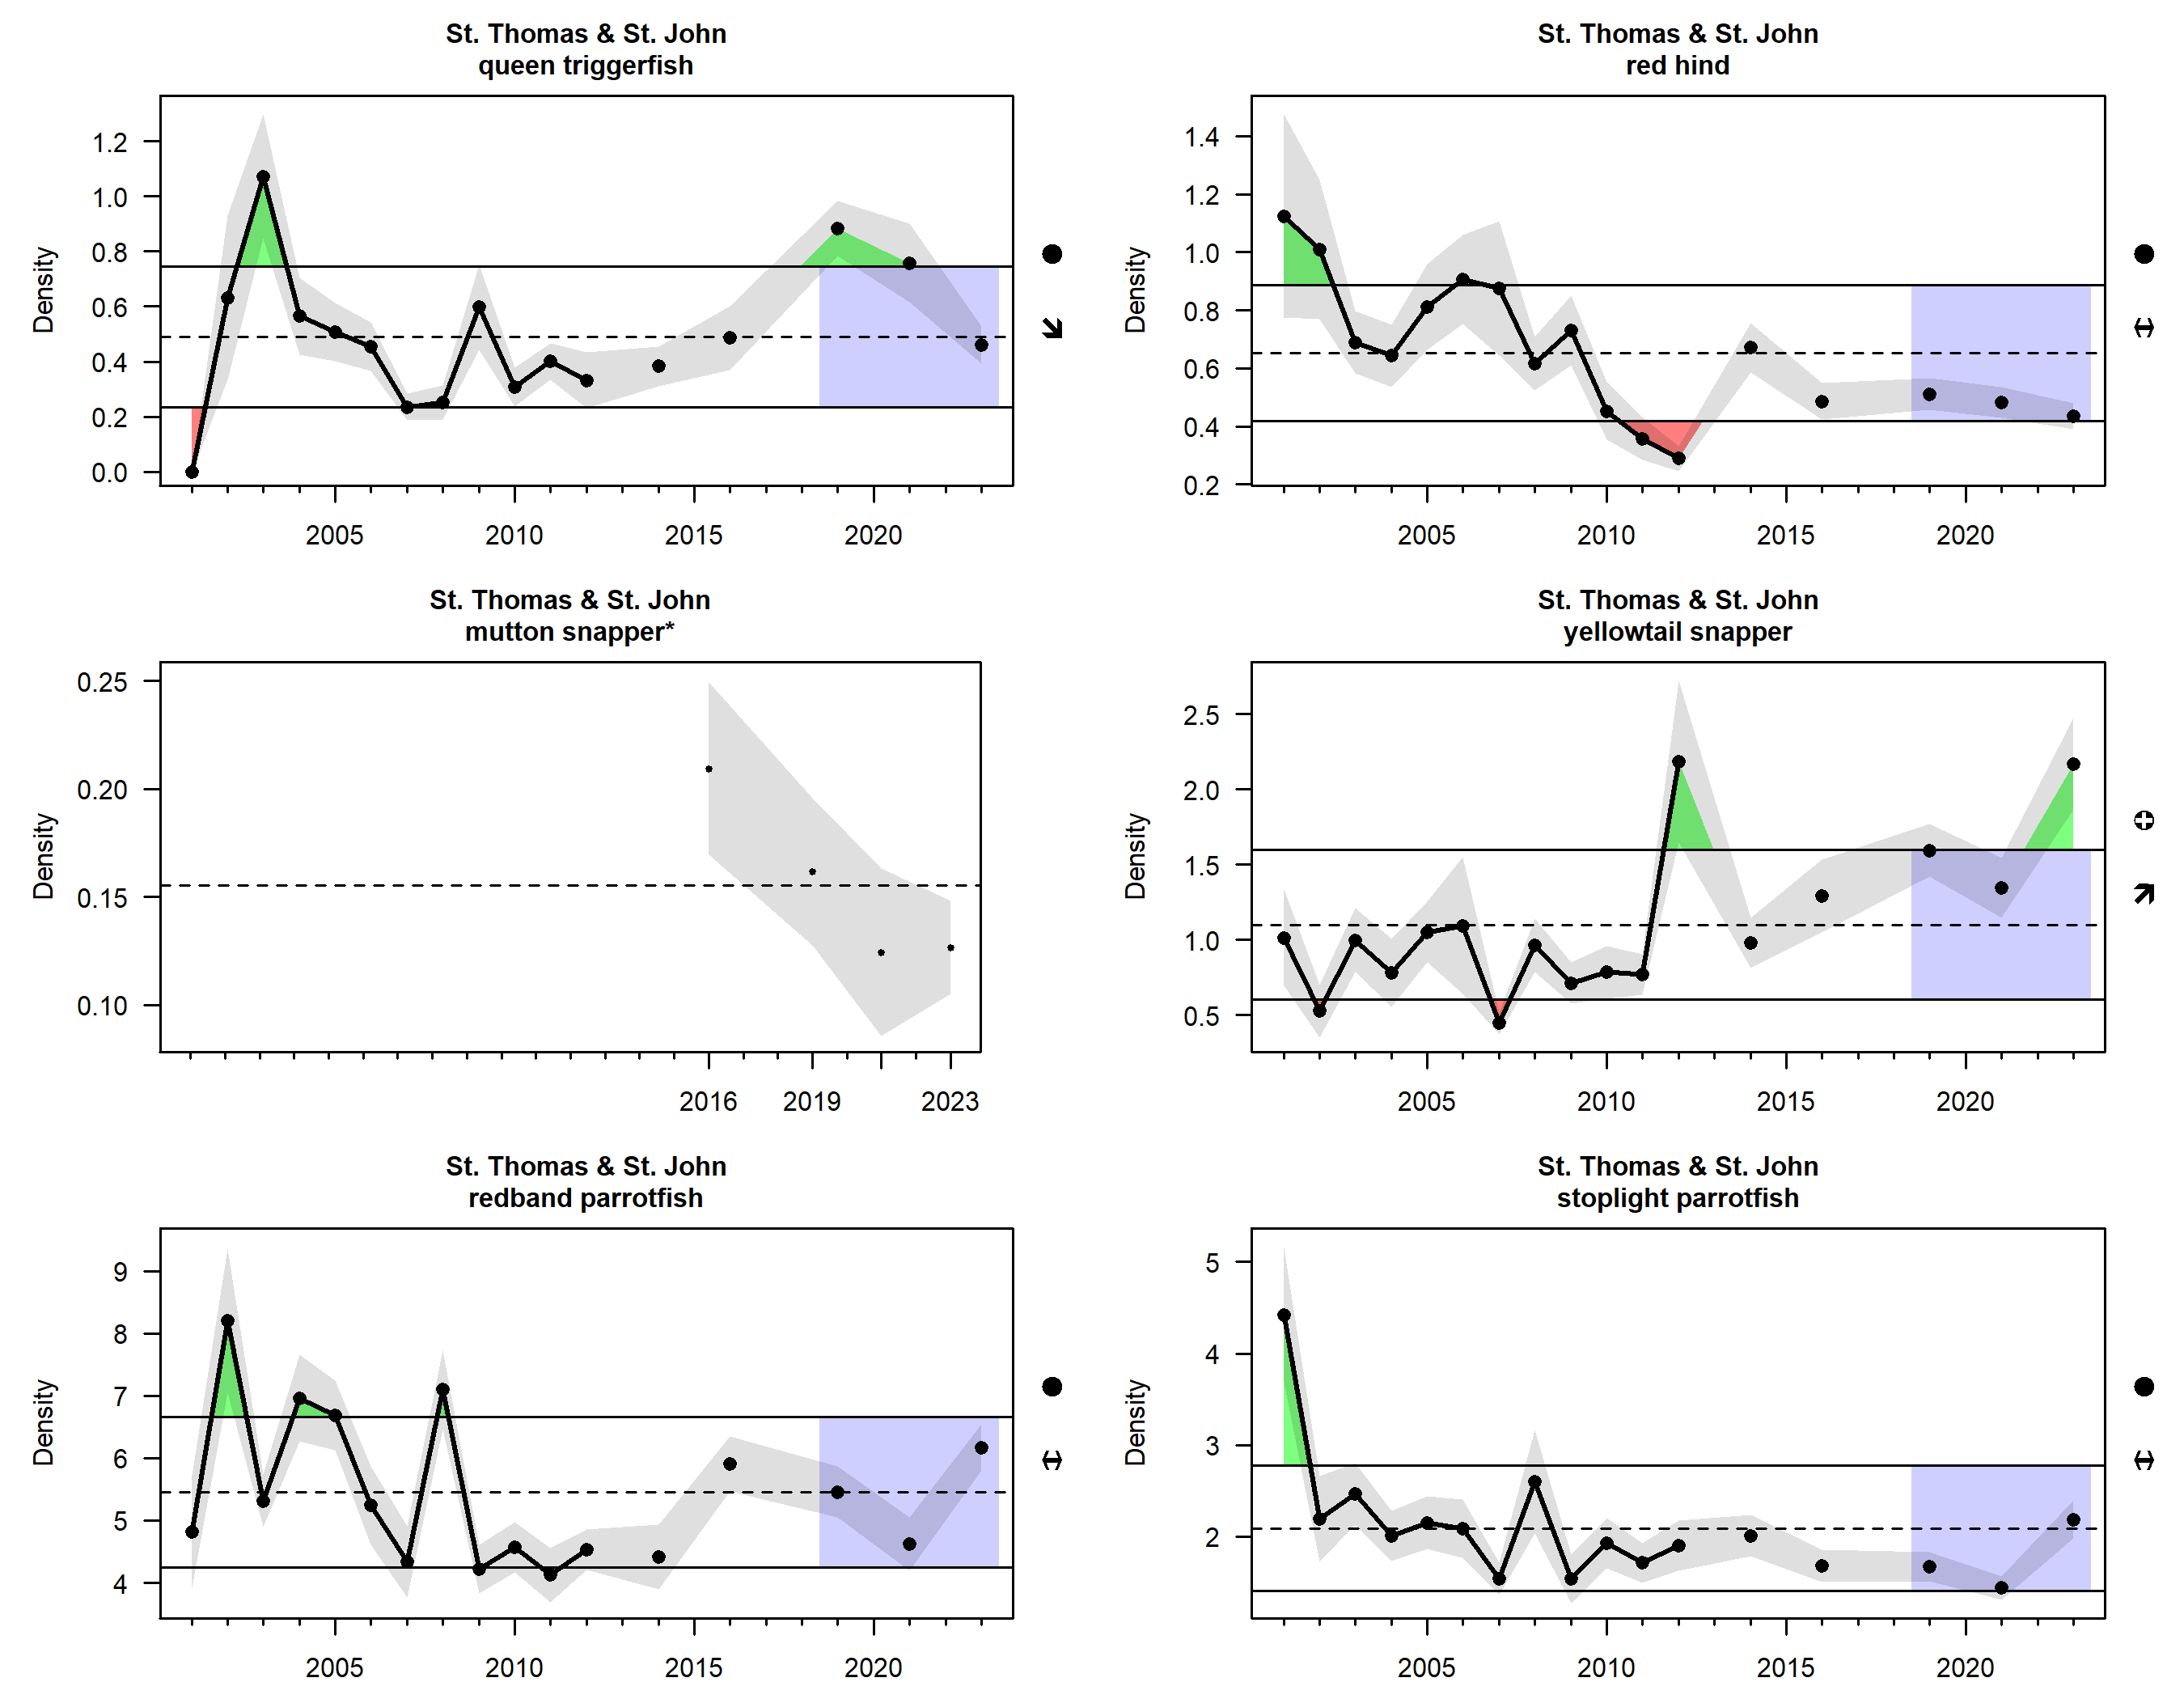 St. Thomas & St. John
queen triggerfish
Density
1.2
1.0
0.8
0.6
0.4
0.2
0.0
2005 2010 2015 2020
St. Thomas & St. John
red hind
Density
1.4
1.2
1.0
0.8
0.6
0.4
0.2
2005 2010 2015 2020
St. Thomas & St. John
mutton snapper*
Density
0.25
0.20
0.15
0.10
2016 2019 2023
St. Thomas & St. John
yellowtail snapper
Density
2.5
2.0
1.5
1.0
0.5
2005 2010 2015 2020
St. Thomas & St. John
redband parrotfish
Density
9
8
7
6
5
4
2005 2010 2015 2020
St. Thomas & St. John
stoplight parrotfish
Density
5
4
3
2
2005 2010 2015 2020